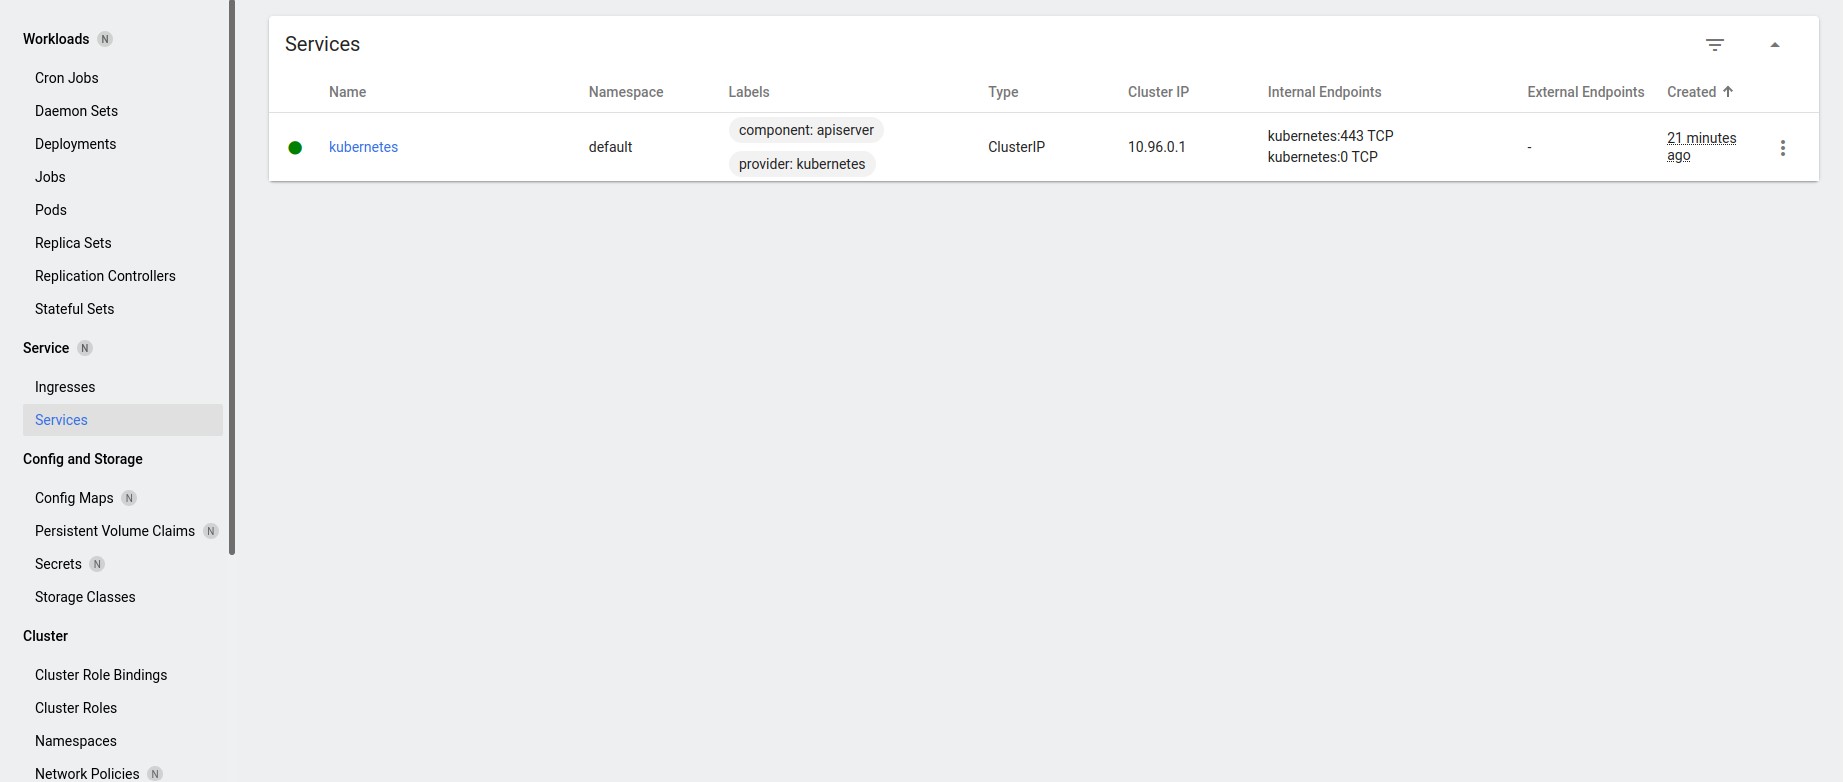 Workloads N
Cron Jobs
Daemon Sets
Deployments
Jobs
Pods
Replica Sets
Replication Controllers
Stateful Sets
Service N
Ingresses
Services
Config and Storage
Config Maps N
Persistent Volume Claims N
Secrets N
Storage Classes
Cluster
Cluster Role Bindings
Cluster Roles
Namespaces
Network Policies N
Services
Name Namespace Labels Type Cluster IP Internal Endpoints External Endpoints Created
kubernetes default component: apiserver ClusterIP 10.96.0.1 kubernetes:443 TCP - 21 minutes
provider: kubernetes kubernetes:0 TCP ago